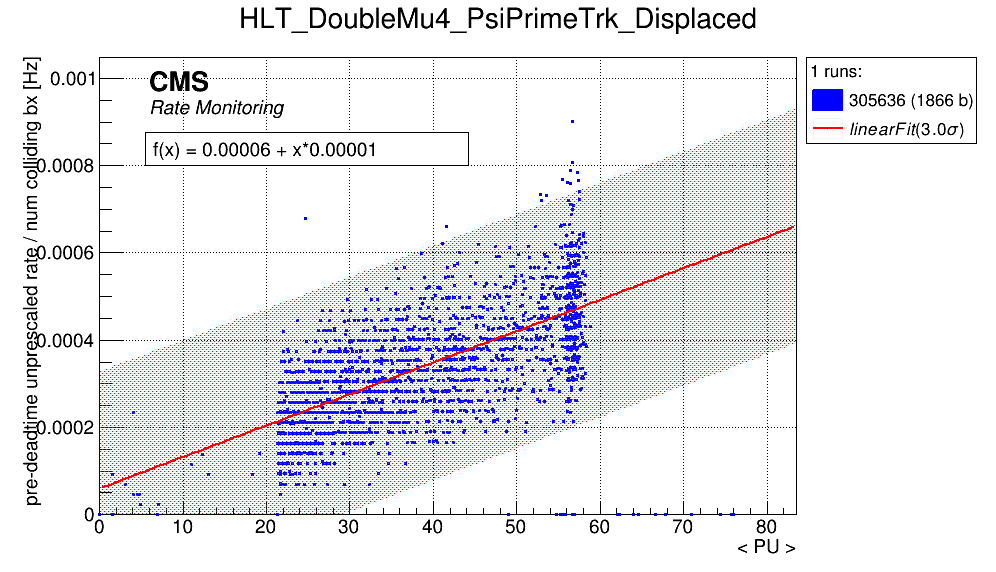 HLT_DoubleMu4_PsiPrimeTrk_Displaced
pre-deadtime unprescaled rate / num colliding bx [Hz]
0.001
0.0008
0.0006
0.0004
0.0002
0
CMS
Rate Monitoring
f(x) = 0.00006 + x*0.00001
1 runs:
305636 (1866 b)
linearFit(3.0σ)
0 10 20 30 40 50 60 70 80
< PU >